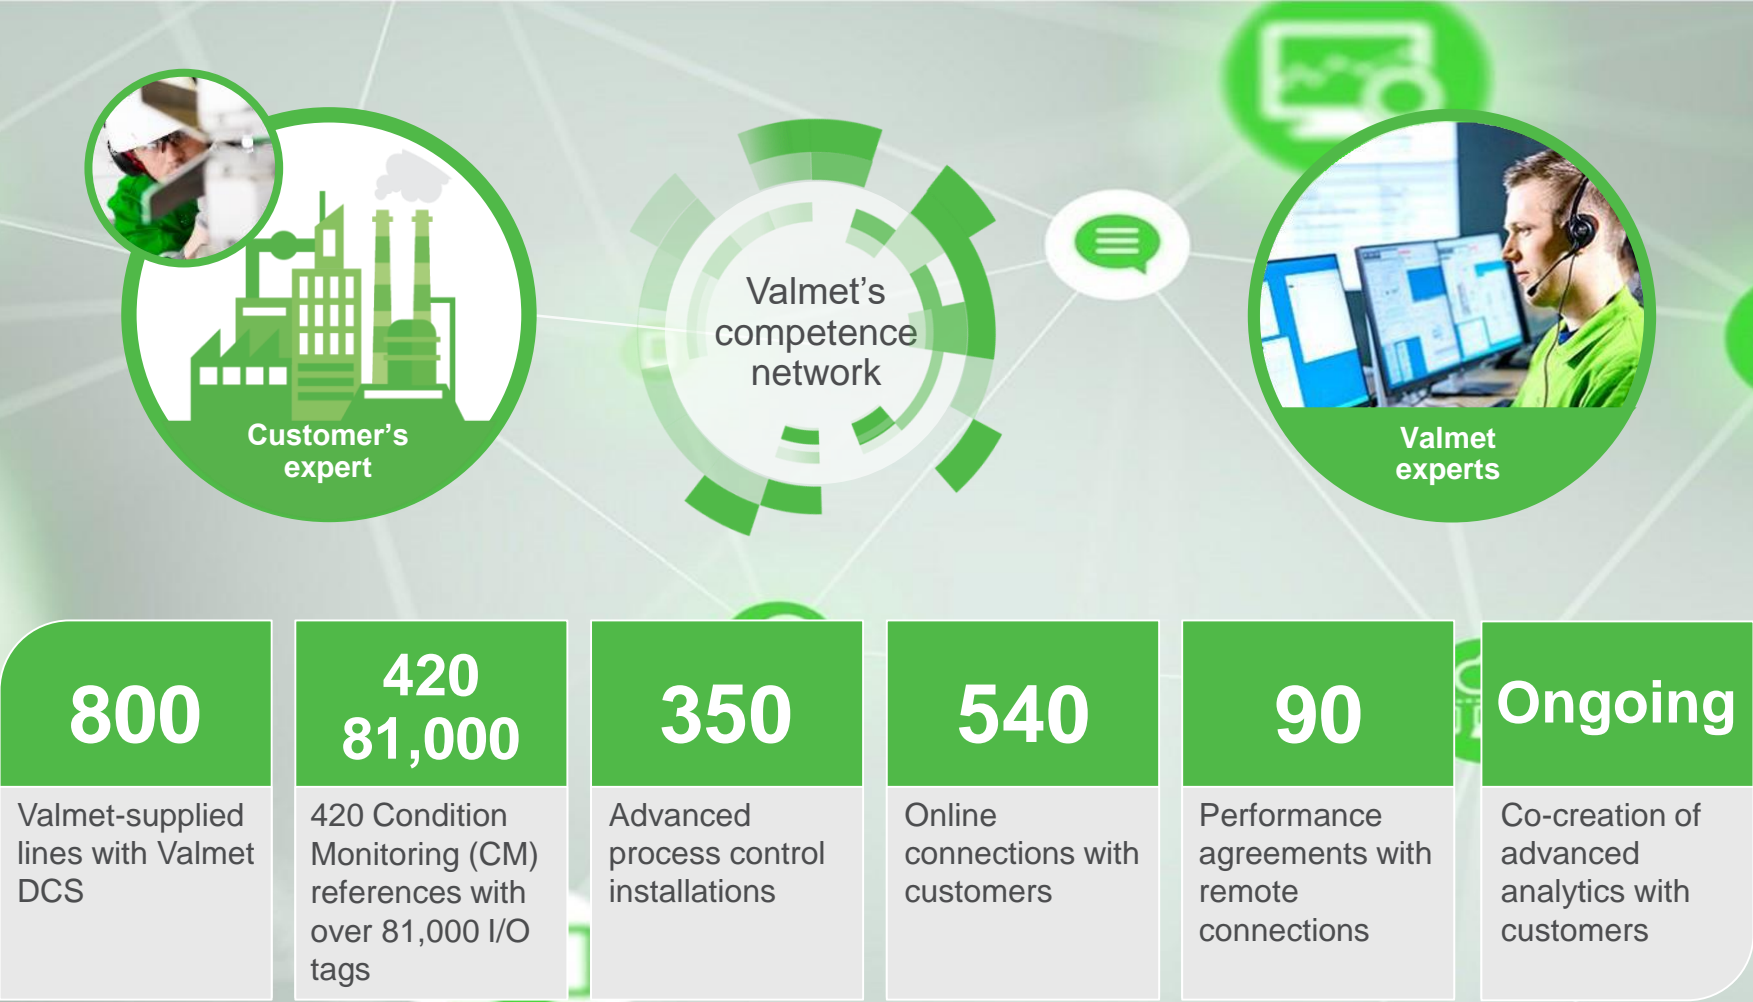 Valmet’s
competence
network
Customer’s
expert
Valmet
experts
800
Valmet-supplied
lines with Valmet
DCS
420
81,000
420 Condition
Monitoring (CM)
references with
over 81,000 I/O
tags
350
Advanced
process control
installations
540
Online
connections with
customers
90
Performance
agreements with
remote
connections
Ongoing
Co-creation of
advanced
analytics with
customers